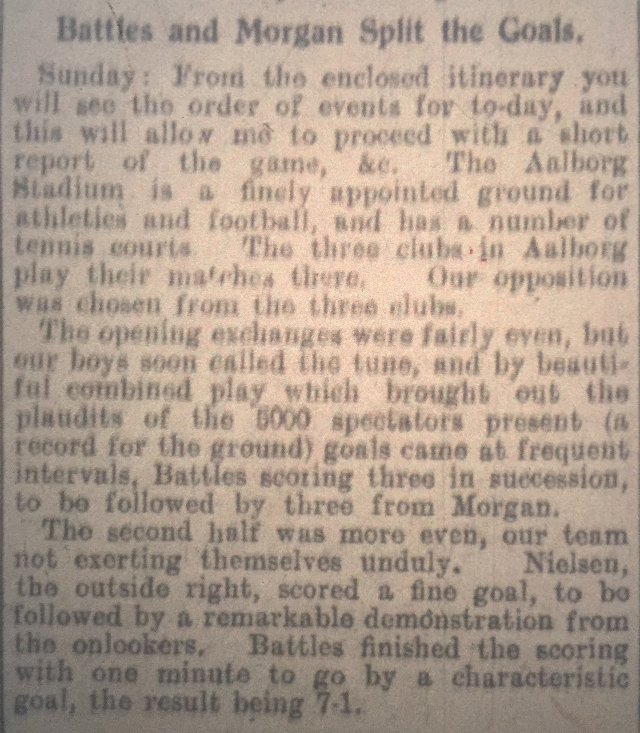 Battles and Morgan Split the Goals.
Sunday: From the enclosed itinerary you
will see the order of events for to-day, and
this will allow me to proceed with a short
report of the game, &c. The Aalborg
Stadium is a finely appointed ground for
athletics and football, and has a number of
tennis courts. The three clubs in Aalborg
play their matches there. Our opposition
was chosen from the three clubs.
The opening exchanges were fairly even, but
our boys soon called the tune, and by beauti-
ful combined play which brought out the
plaudits of the 5000 spectators present (a
record for the ground) goals came at frequent
intervals, Battles scoring three in succession,
to be followed by three from Morgan.
The second half was more even, our team
not exerting themselves unduly. Nielsen,
the outside right, scored a fine goal, to be
followed by a remarkable demonstration from
the onlookers. Battles finished the scoring
with one minute to go by a characteristic
goal, the result being 7-1.